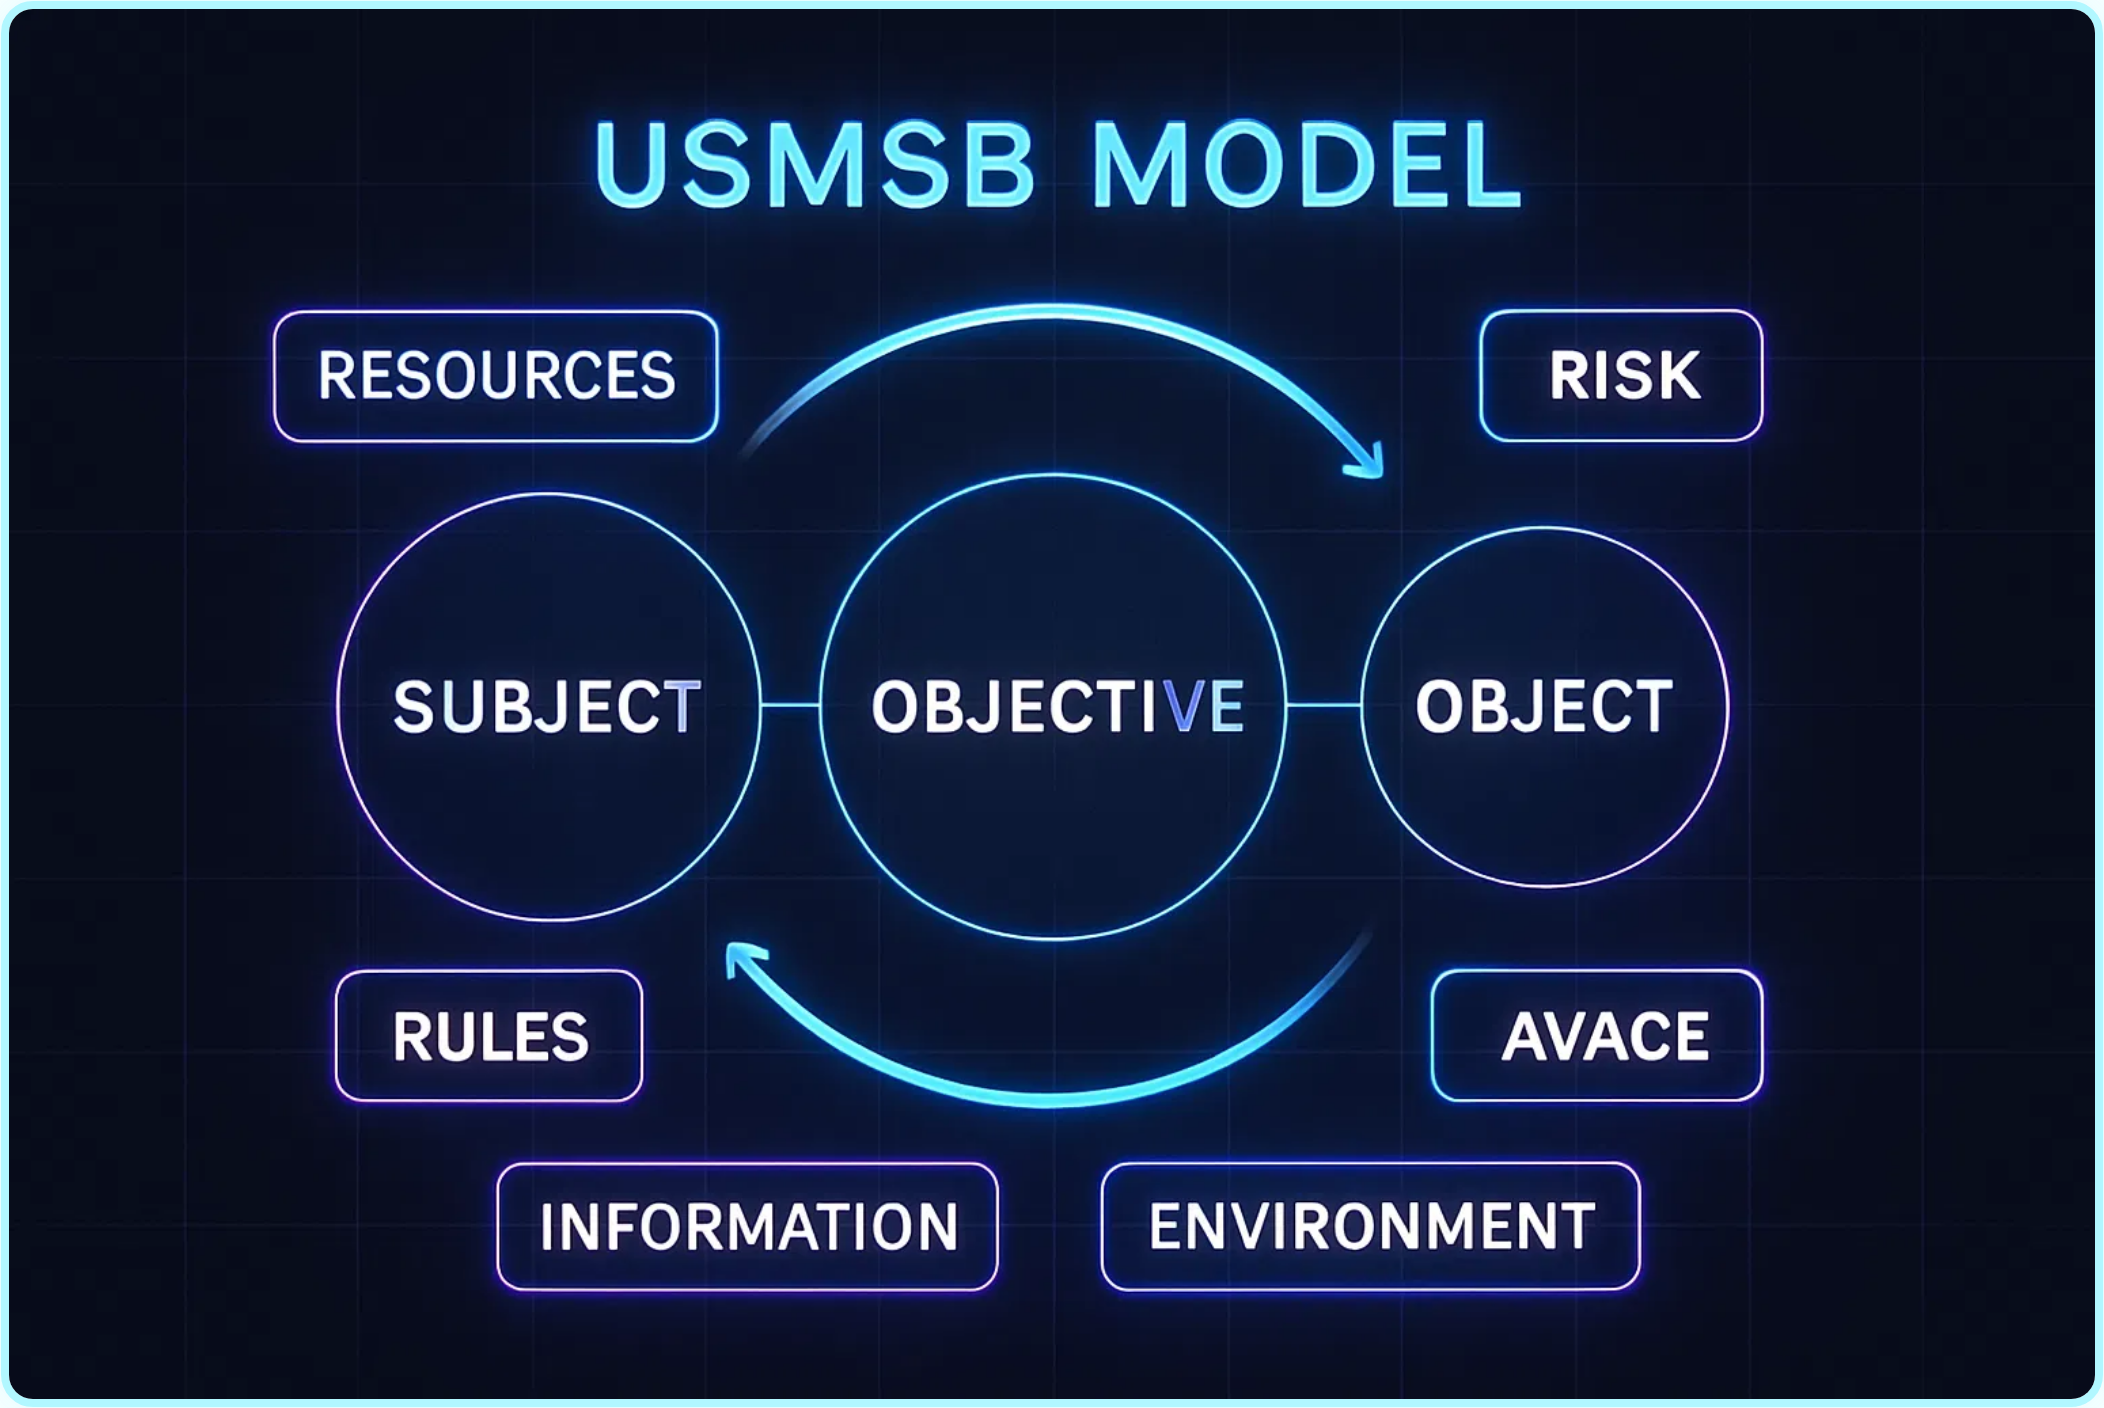 USMSB MODEL
RESOURCES
RISK
SUBJECT
OBJECTIVE
OBJECT
RULES
AVACE
INFORMATION
ENVIRONMENT